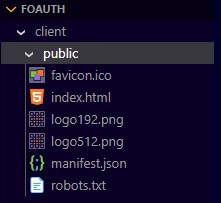 FOAUTH
client
public
favicon.ico
index.html
logo192.png
logo512.png
manifest.json
robots.txt